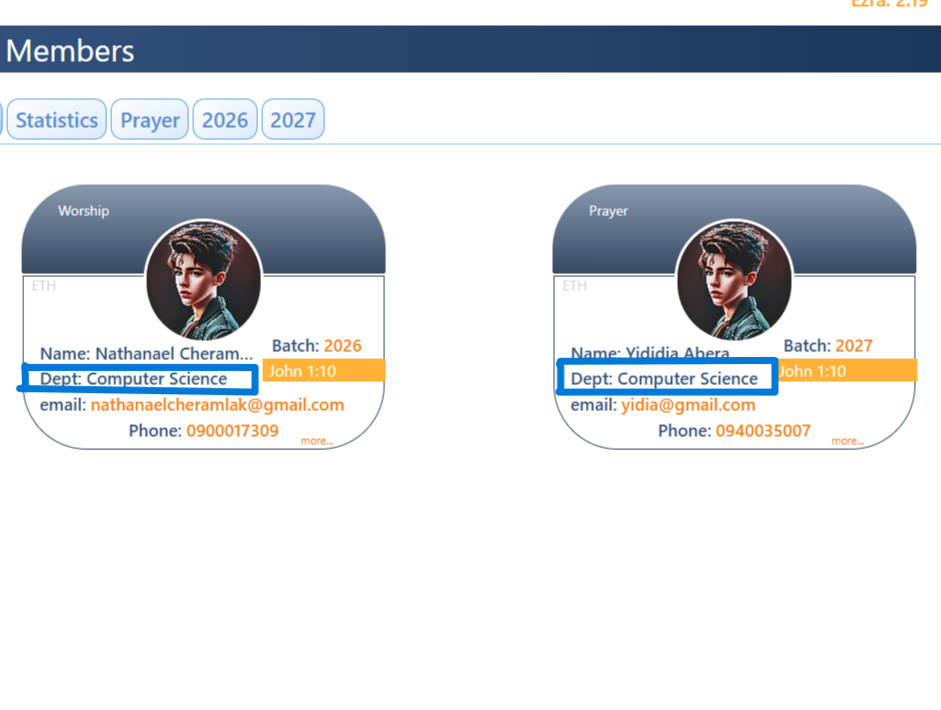 Ezra: 2:19
Members
Statistics Prayer 2026 2027
Worship
ETH
Name: Nathanael Cheram...
Batch: 2026
Dept: Computer Science
John 1:10
email: nathanaelcheramlak@gmail.com
Phone: 0900017309
more...
Prayer
ETH
Name: Yididia Abera
Batch: 2027
Dept: Computer Science
John 1:10
email: yidia@gmail.com
Phone: 0940035007
more...